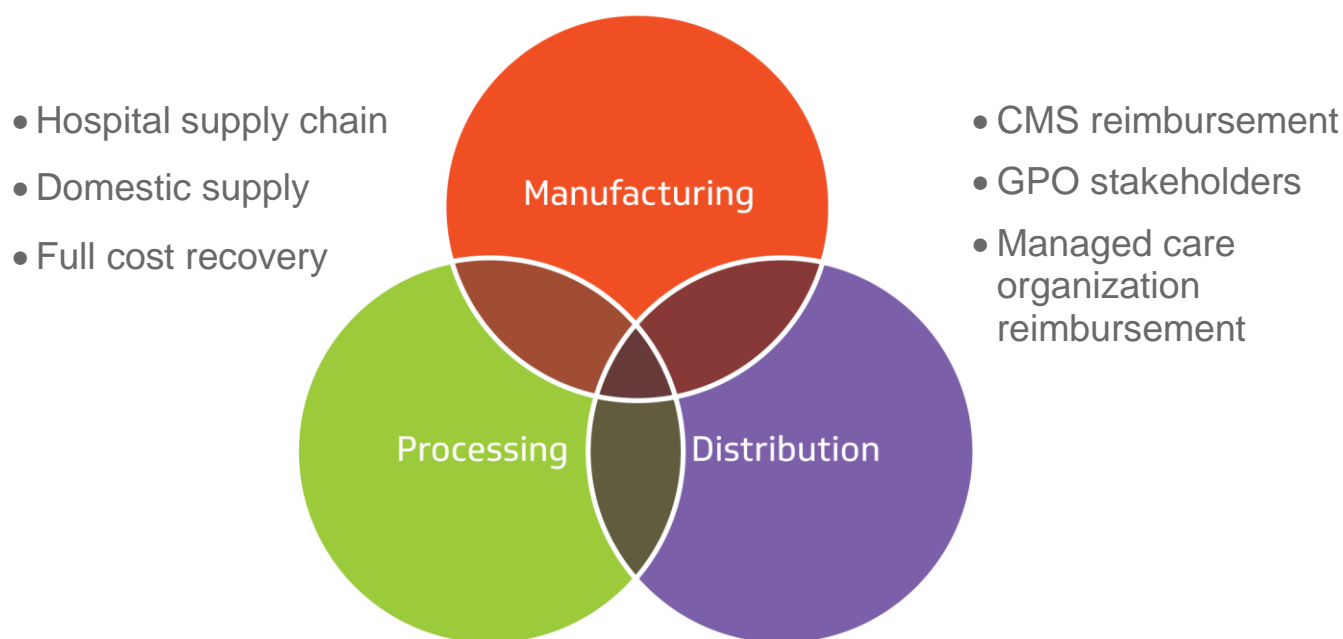 • Hospital supply chain
• Domestic supply
• Full cost recovery
Manufacturing
Processing
Distribution
• CMS reimbursement
• GPO stakeholders
• Managed care
organization
reimbursement